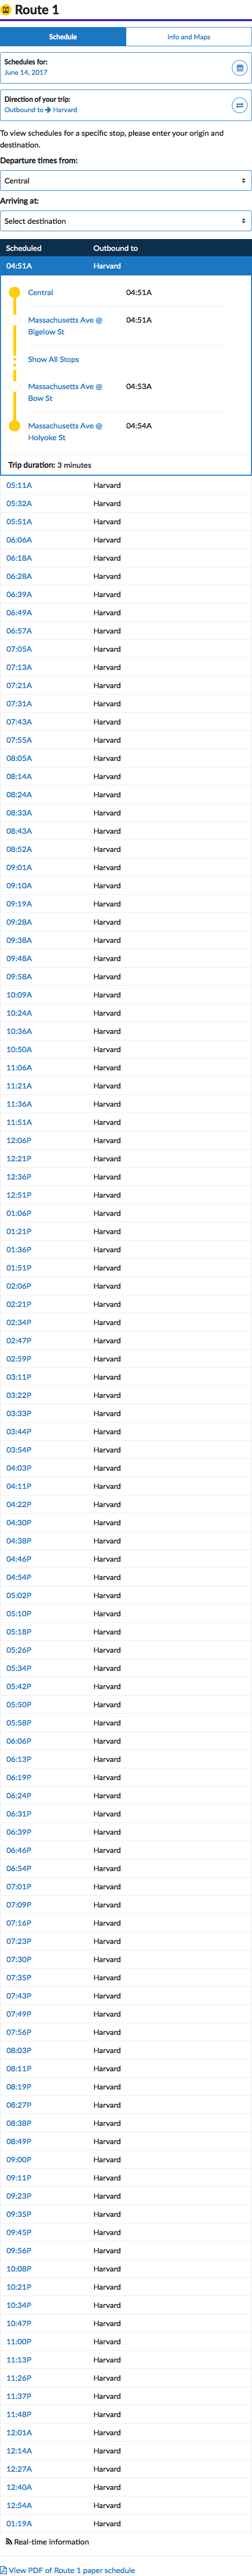 Route 1
Schedule
Info and Maps
Schedules for:
June 14, 2017
Direction of your trip:
Outbound to → Harvard
To view schedules for a specific stop, please enter your origin and
destination.
Departure times from:
Central
Arriving at:
Select destination
Scheduled Outbound to
04:51A Harvard
Central 04:51A
Massachusetts Ave @ 04:51A
Bigelow St
Show All Stops
Massachusetts Ave @ 04:53A
Bow St
Massachusetts Ave @ 04:54A
Holyoke St
Trip duration: 3 minutes
05:11A Harvard
05:32A Harvard
05:51A Harvard
06:06A Harvard
06:18A Harvard
06:28A Harvard
06:39A Harvard
06:49A Harvard
06:57A Harvard
07:05A Harvard
07:13A Harvard
07:21A Harvard
07:31A Harvard
07:43A Harvard
07:55A Harvard
08:05A Harvard
08:14A Harvard
08:24A Harvard
08:33A Harvard
08:43A Harvard
08:52A Harvard
09:01A Harvard
09:10A Harvard
09:19A Harvard
09:28A Harvard
09:38A Harvard
09:48A Harvard
09:58A Harvard
10:09A Harvard
10:24A Harvard
10:36A Harvard
10:50A Harvard
11:06A Harvard
11:21A Harvard
11:36A Harvard
11:51A Harvard
12:06P Harvard
12:21P Harvard
12:36P Harvard
12:51P Harvard
01:06P Harvard
01:21P Harvard
01:36P Harvard
01:51P Harvard
02:06P Harvard
02:21P Harvard
02:34P Harvard
02:47P Harvard
02:59P Harvard
03:11P Harvard
03:22P Harvard
03:33P Harvard
03:44P Harvard
03:54P Harvard
04:03P Harvard
04:11P Harvard
04:22P Harvard
04:30P Harvard
04:38P Harvard
04:46P Harvard
04:54P Harvard
05:02P Harvard
05:10P Harvard
05:18P Harvard
05:26P Harvard
05:34P Harvard
05:42P Harvard
05:50P Harvard
05:58P Harvard
06:06P Harvard
06:13P Harvard
06:19P Harvard
06:24P Harvard
06:31P Harvard
06:39P Harvard
06:46P Harvard
06:54P Harvard
07:01P Harvard
07:09P Harvard
07:16P Harvard
07:23P Harvard
07:30P Harvard
07:35P Harvard
07:43P Harvard
07:49P Harvard
07:56P Harvard
08:03P Harvard
08:11P Harvard
08:19P Harvard
08:27P Harvard
08:38P Harvard
08:49P Harvard
09:00P Harvard
09:11P Harvard
09:23P Harvard
09:35P Harvard
09:45P Harvard
09:56P Harvard
10:08P Harvard
10:21P Harvard
10:34P Harvard
10:47P Harvard
11:00P Harvard
11:13P Harvard
11:26P Harvard
11:37P Harvard
11:48P Harvard
12:01A Harvard
12:14A Harvard
12:27A Harvard
12:40A Harvard
12:54A Harvard
01:19A Harvard
Real-time information
View PDF of Route 1 paper schedule